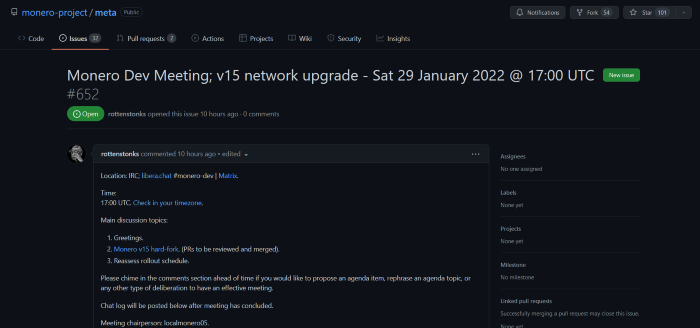 monero-project / meta Public
Notifications
Fork 54
Star 101
Code
Issues 37
Pull requests 2
Actions
Projects
Wiki
Security
Insights
Monero Dev Meeting; v15 network upgrade - Sat 29 January 2022 @ 17:00 UTC
#652
New issue
Open
rottenstonks opened this issue 10 hours ago · 0 comments
rottenstonks commented 10 hours ago • edited
Location: IRC; libera.chat #monero-dev | Matrix.
Time:
17:00 UTC. Check in your timezone.
Main discussion topics:
1. Greetings.
2. Monero v15 hard-fork. (PRs to be reviewed and merged).
3. Reassess rollout schedule.
Please chime in the comments section ahead of time if you would like to propose an agenda item, rephrase an agenda topic, or
any other type of deliberation to have an effective meeting.
Chat log will be posted below after meeting has concluded.
Meeting chairperson: localmonero05.
Assignees
No one assigned
Labels
None yet
Projects
None yet
Milestone
No milestone
Linked pull requests
Successfully merging a pull request may close this issue.
None yet